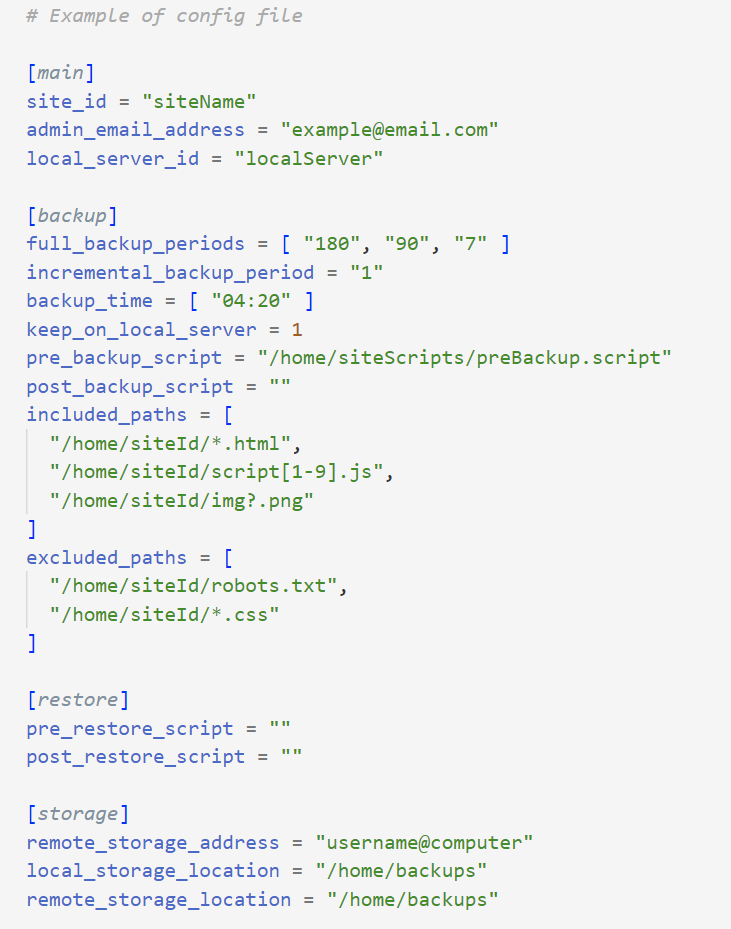 # Example of config file
[main]
site_id = "siteName"
admin_email_address = "example@email.com"
local_server_id = "localServer"
[backup]
full_backup_periods = [ "180", "90", "7" ]
incremental_backup_period = "1"
backup_time = [ "04:20" ]
keep_on_local_server = 1
pre_backup_script = "/home/siteScripts/preBackup.script"
post_backup_script = ""
included_paths = [
  "/home/siteId/*.html",
  "/home/siteId/script[1-9].js",
  "/home/siteId/img?.png"
]
excluded_paths = [
  "/home/siteId/robots.txt",
  "/home/siteId/*.css"
]
[restore]
pre_restore_script = ""
post_restore_script = ""
[storage]
remote_storage_address = "username@computer"
local_storage_location = "/home/backups"
remote_storage_location = "/home/backups"